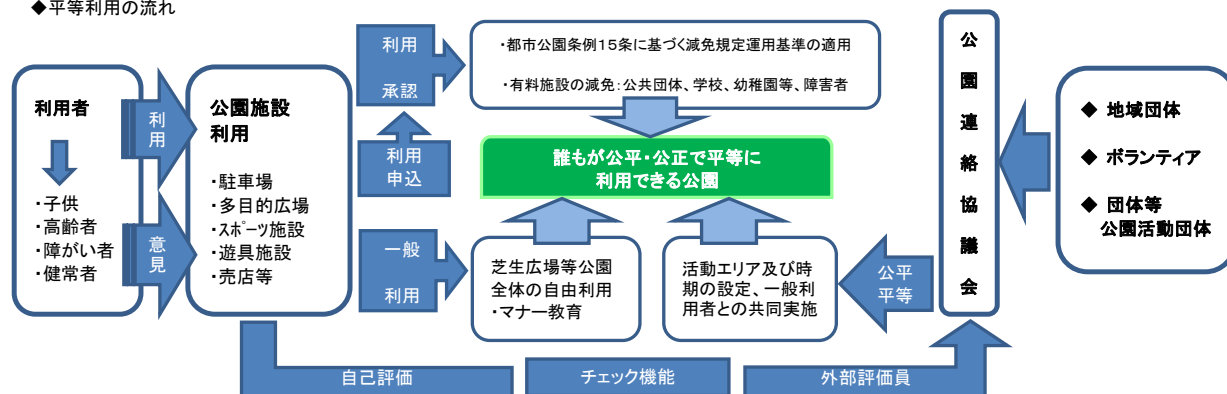 ◆平等利用の流れ
利用者
・子供
・高齢者
・障がい者
・健常者
利用
意見
公園施設
利用
・駐車場
・多目的広場
・ｽﾎﾟｰﾂ施設
・遊具施設
・売店等
利用
承認
利用
申込
一般
利用
・都市公園条例１５条に基づく減免規定運用基準の適用
・有料施設の減免：公共団体、学校、幼稚園等、障害者
誰もが公平・公正で平等に
利用できる公園
芝生広場等公園
全体の自由利用
・マナー教育
活動エリア及び時
期の設定、一般利
用者との共同実施
公平
平等
公園連絡協議会
◆ 地域団体
◆ ボランティア
◆ 団体等
公園活動団体
自己評価
チェック機能
外部評価員